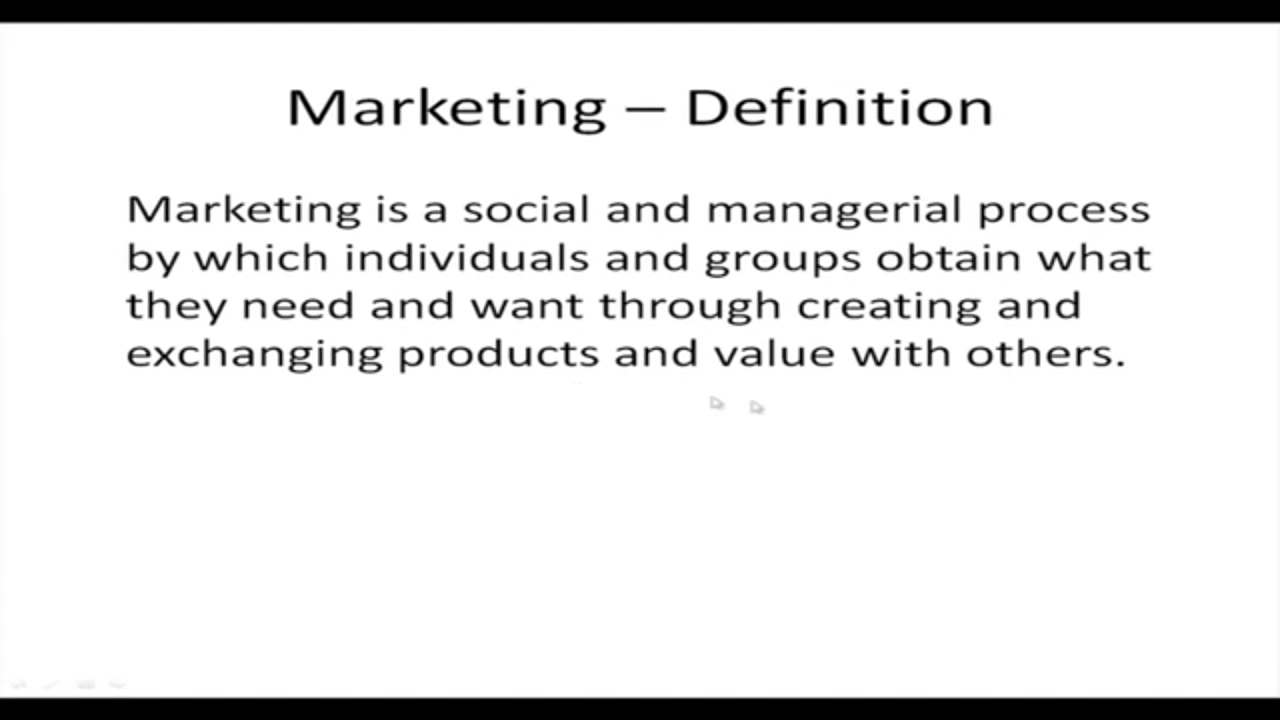 Marketing – Definition
Marketing is a social and managerial process
by which individuals and groups obtain what
they need and want through creating and
exchanging products and value with others.